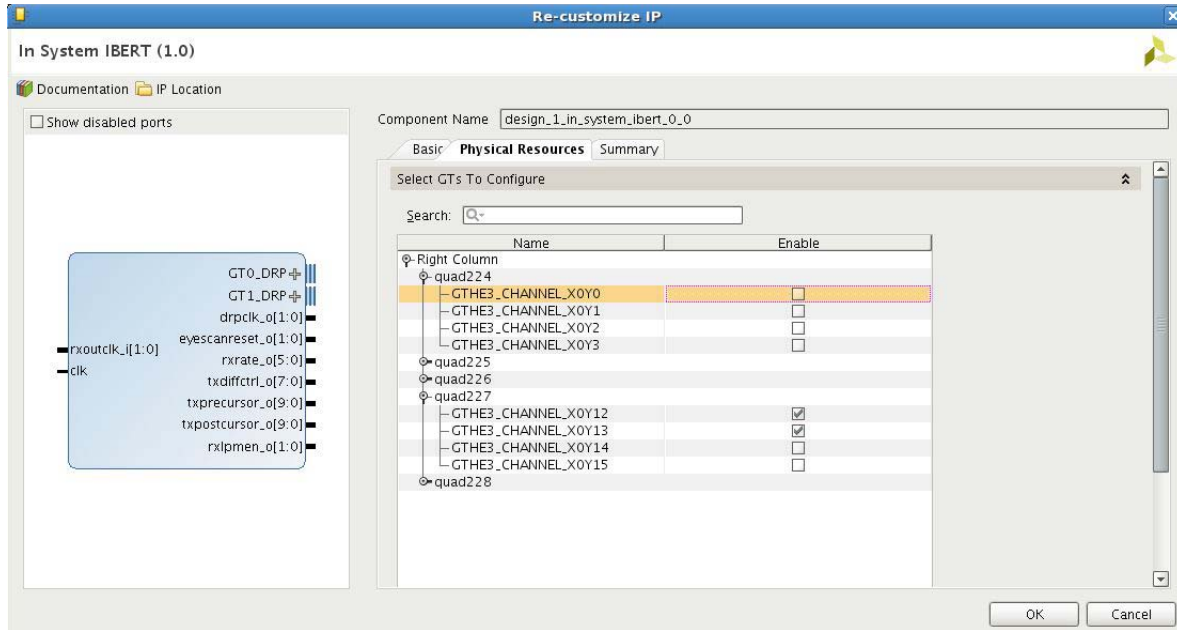 Re-customize IP
In System IBERT (1.0)
Documentation IP Location
Show disabled ports
GT0_DRP
GT1_DRP
drpclk_o[1:0]
eyescanreset_o[1:0]
rxoutclk_i[1:0]
rxrate_o[5:0]
clk
txdiffctrl_o[7:0]
txprecursor_o[9:0]
txpostcursor_o[9:0]
rxlpmen_o[1:0]
Component Name design_1_in_system_ibert_0_0
Basic Physical Resources Summary
Select GTs To Configure
Search:
Name Enable
Right Column
quad224
GTHE3_CHANNEL_X0Y0
GTHE3_CHANNEL_X0Y1
GTHE3_CHANNEL_X0Y2
GTHE3_CHANNEL_X0Y3
quad225
quad226
quad227
GTHE3_CHANNEL_X0Y12
GTHE3_CHANNEL_X0Y13
GTHE3_CHANNEL_X0Y14
GTHE3_CHANNEL_X0Y15
quad228
OK Cancel